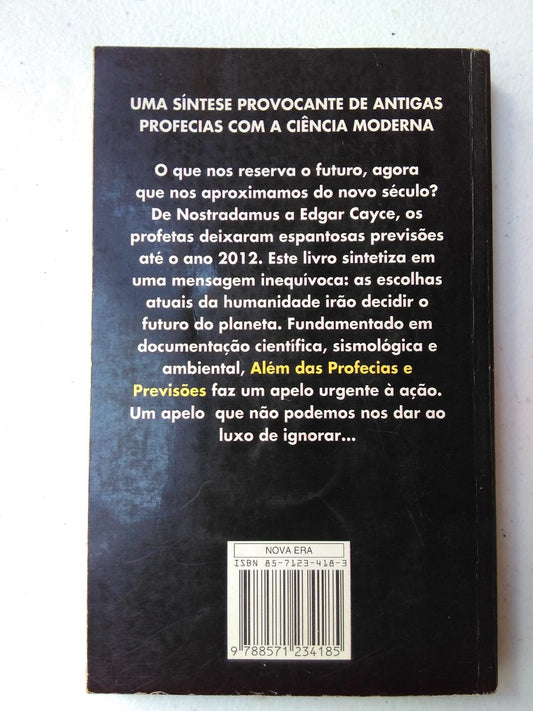 UMA SÍNTESE PROVOCANTE DE ANTIGAS
PROFECIAS COM A CIÊNCIA MODERNA
O que nos reserva o futuro, agora
que nos aproximamos do novo século?
De Nostradamus a Edgar Cayce, os
profetas deixaram espantosas previsões
até o ano 2012. Este livro sintetiza em
uma mensagem inequívoca: as escolhas
atuais da humanidade irão decidir o
futuro do planeta. Fundamentado em
documentação científica, sismológica e
ambiental, Além das Profecias e
Previsões faz um apelo urgente à ação.
Um apelo que não podemos nos dar ao
luxo de ignorar...
NOVA ERA
ISBN 85-7123-418-3
9 788571 234185